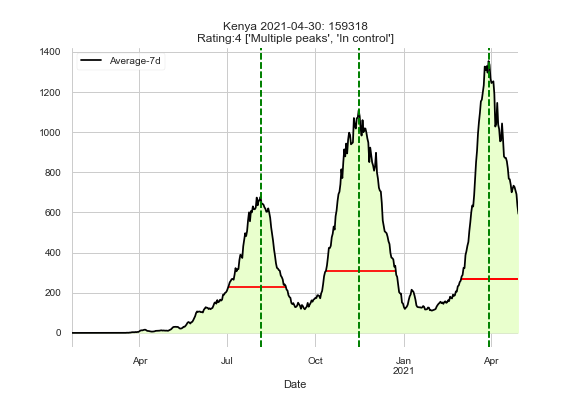 Kenya 2021-04-30: 159318
Rating:4 ['Multiple peaks', 'In control']
Average-7d
1400
1200
1000
800
600
400
200
0
Apr Jul Oct Jan Apr
2021
Date